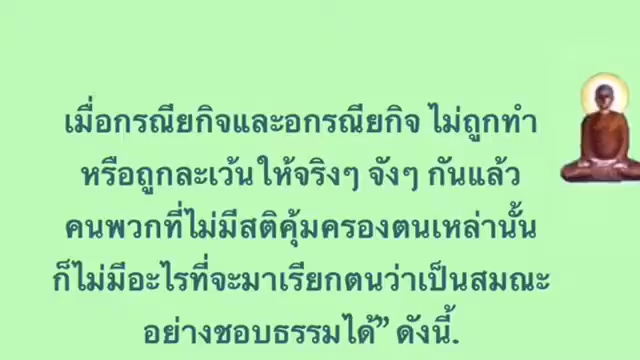 เมื่อกรณียกิจและอกรณียกิจ ไม่ถูกทำ
หรือถูกละเว้นให้จริงๆ จังๆ กันแล้ว
คนพวกที่ไม่มีสติคุ้มครองตนเหล่านั้น
ก็ไม่มีอะไรที่จะมาเรียกตนว่าเป็นสมณะ
อย่างชอบธรรมได้” ดังนี้.